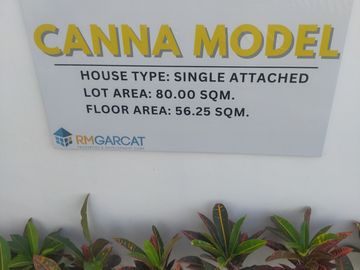 CANNA MODEL
HOUSE TYPE: SINGLE ATTACHED
LOT AREA: 80.00 SQM.
FLOOR AREA: 56.25 SQM.
RMGARCAT